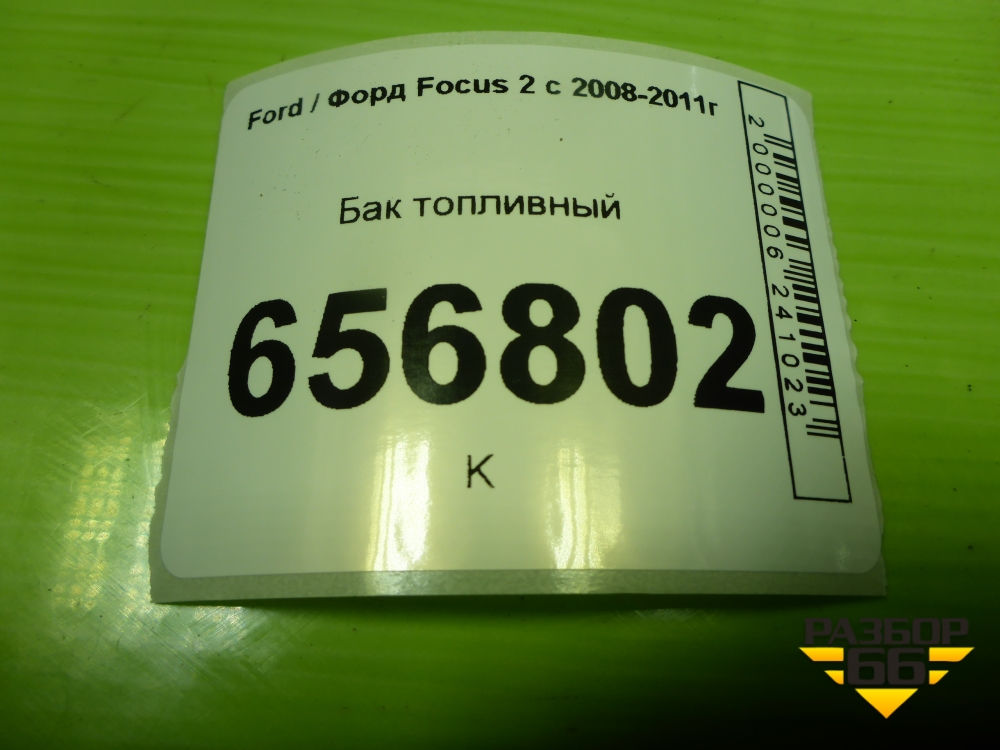 Ford / Форд Focus 2 с 2008-2011г
Бак топливный
656802
К
2000006241023
РАЗБОР
66